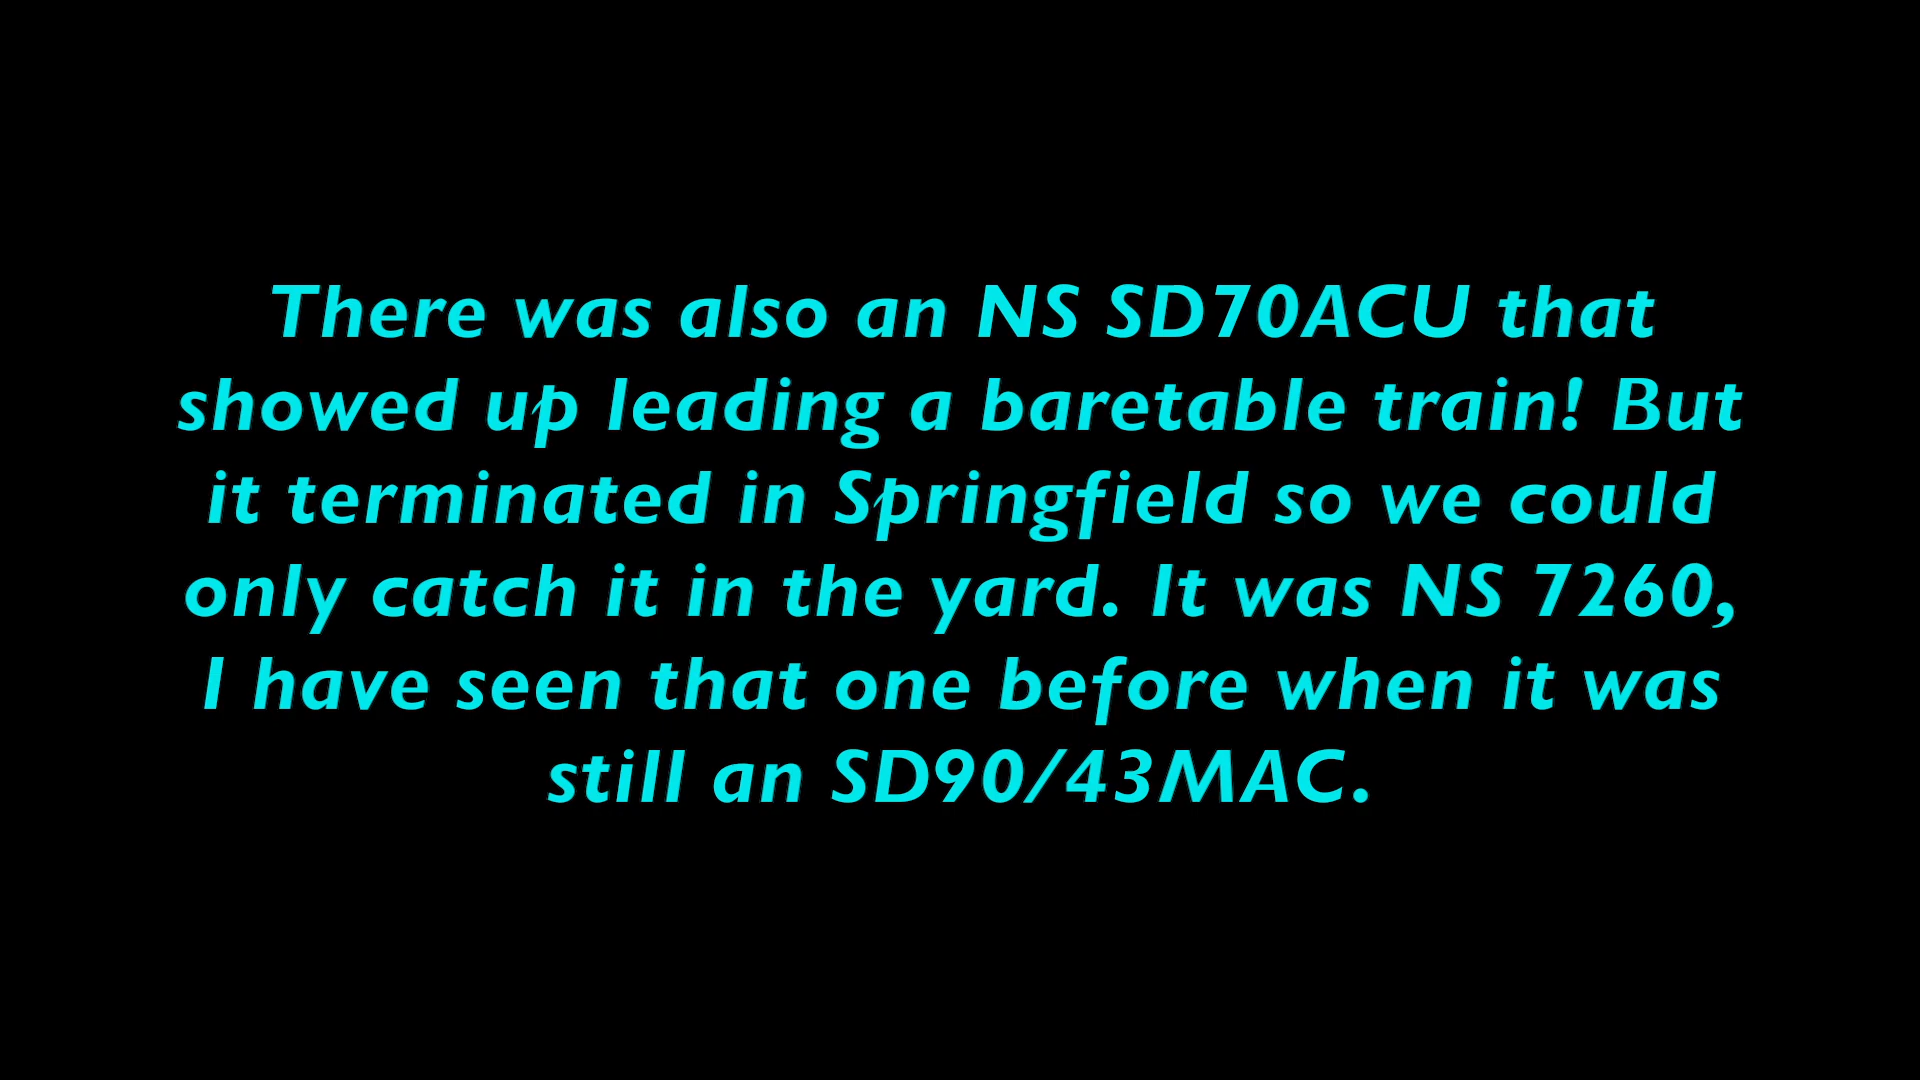 There was also an NS SD70ACU that
showed up leading a baretable train! But
it terminated in Springfield so we could
only catch it in the yard. It was NS 7260,
I have seen that one before when it was
still an SD90/43MAC.